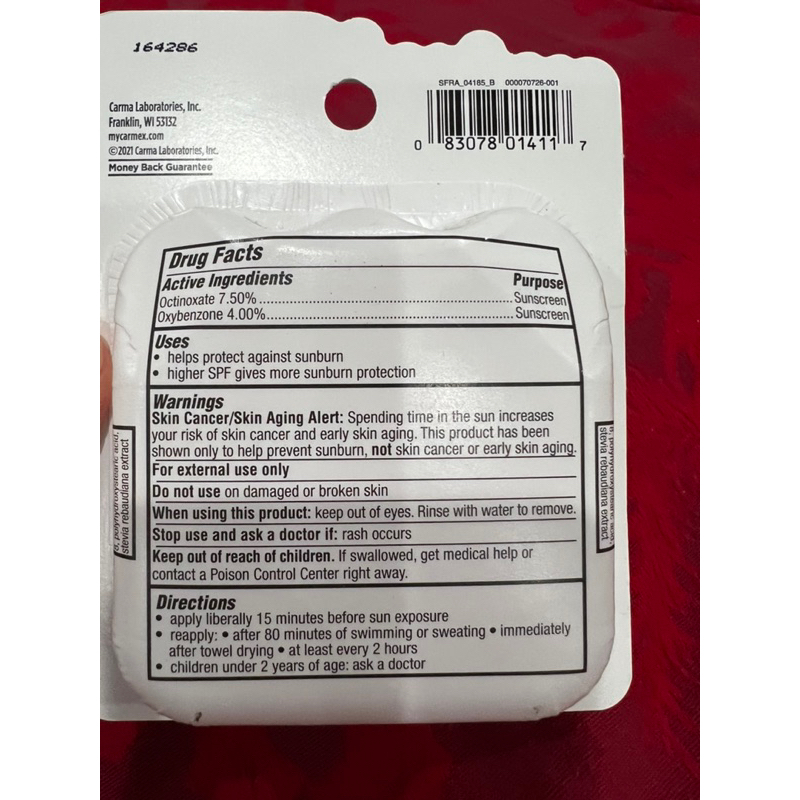 164286
SFRA_04185_B 000070726-001
0 83078 01411 7
Carma Laboratories, Inc.
Franklin, WI 53132
mycarmex.com
©2021 Carma Laboratories, Inc.
Money Back Guarantee
Drug Facts
Active Ingredients Purpose
Octinoxate 7.50% Sunscreen
Oxybenzone 4.00% Sunscreen
Uses
• helps protect against sunburn
• higher SPF gives more sunburn protection
Warnings
Skin Cancer/Skin Aging Alert: Spending time in the sun increases
your risk of skin cancer and early skin aging. This product has been
shown only to help prevent sunburn, not skin cancer or early skin aging.
For external use only
Do not use on damaged or broken skin
When using this product: keep out of eyes. Rinse with water to remove.
Stop use and ask a doctor if: rash occurs
Keep out of reach of children. If swallowed, get medical help or
contact a Poison Control Center right away.
Directions
• apply liberally 15 minutes before sun exposure
• reapply: • after 80 minutes of swimming or sweating • immediately
after towel drying • at least every 2 hours
• children under 2 years of age: ask a doctor
polyhydroxystearic acid,
stevia rebaudiana extract
polyhydroxystearic acid,
stevia rebaudiana extract